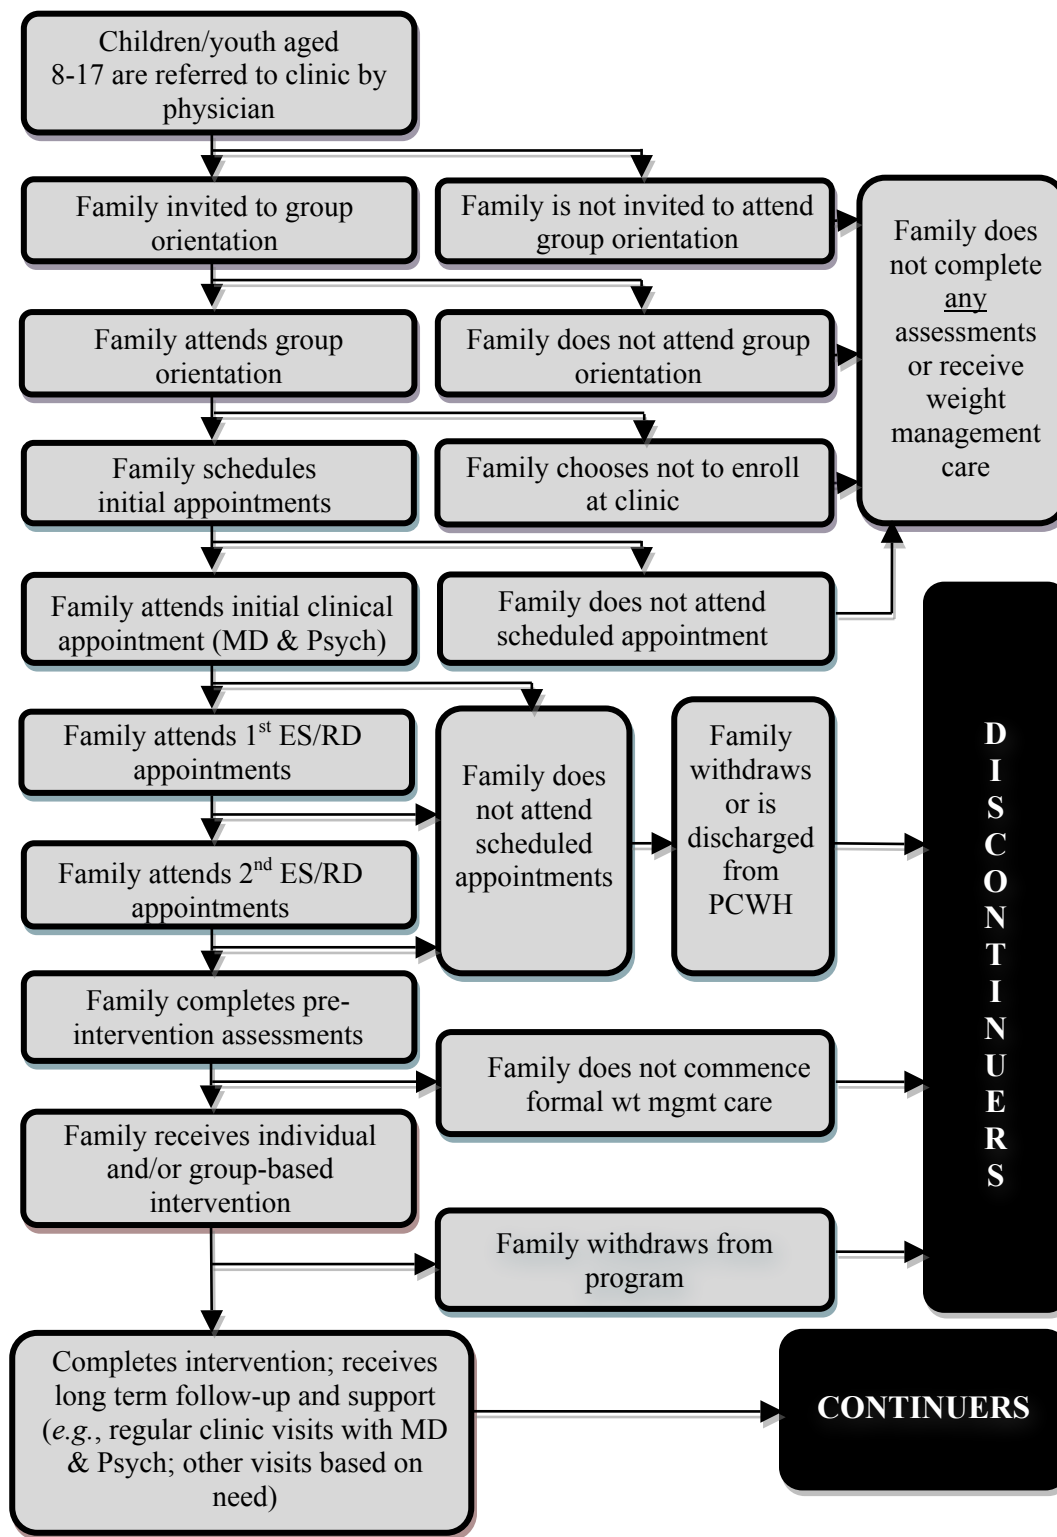 Children/youth aged
8-17 are referred to clinic by
physician
Family invited to group
orientation
Family is not invited to attend
group orientation
Family does
not complete
any
assessments
or receive
weight
management
care
Family attends group
orientation
Family does not attend group
orientation
Family schedules
initial appointments
Family chooses not to enroll
at clinic
Family attends initial clinical
appointment (MD & Psych)
Family does not attend
scheduled appointment
Family attends 1st ES/RD
appointments
Family does
not attend
scheduled
appointments
Family
withdraws
or is
discharged
from
PCWH
DISCONTINUERS
Family attends 2nd ES/RD
appointments
Family completes pre-
intervention assessments
Family does not commence
formal wt mgmt care
Family receives individual
and/or group-based
intervention
Family withdraws from
program
Completes intervention; receives
long term follow-up and support
(e.g., regular clinic visits with MD
& Psych; other visits based on
need)
CONTINUERS